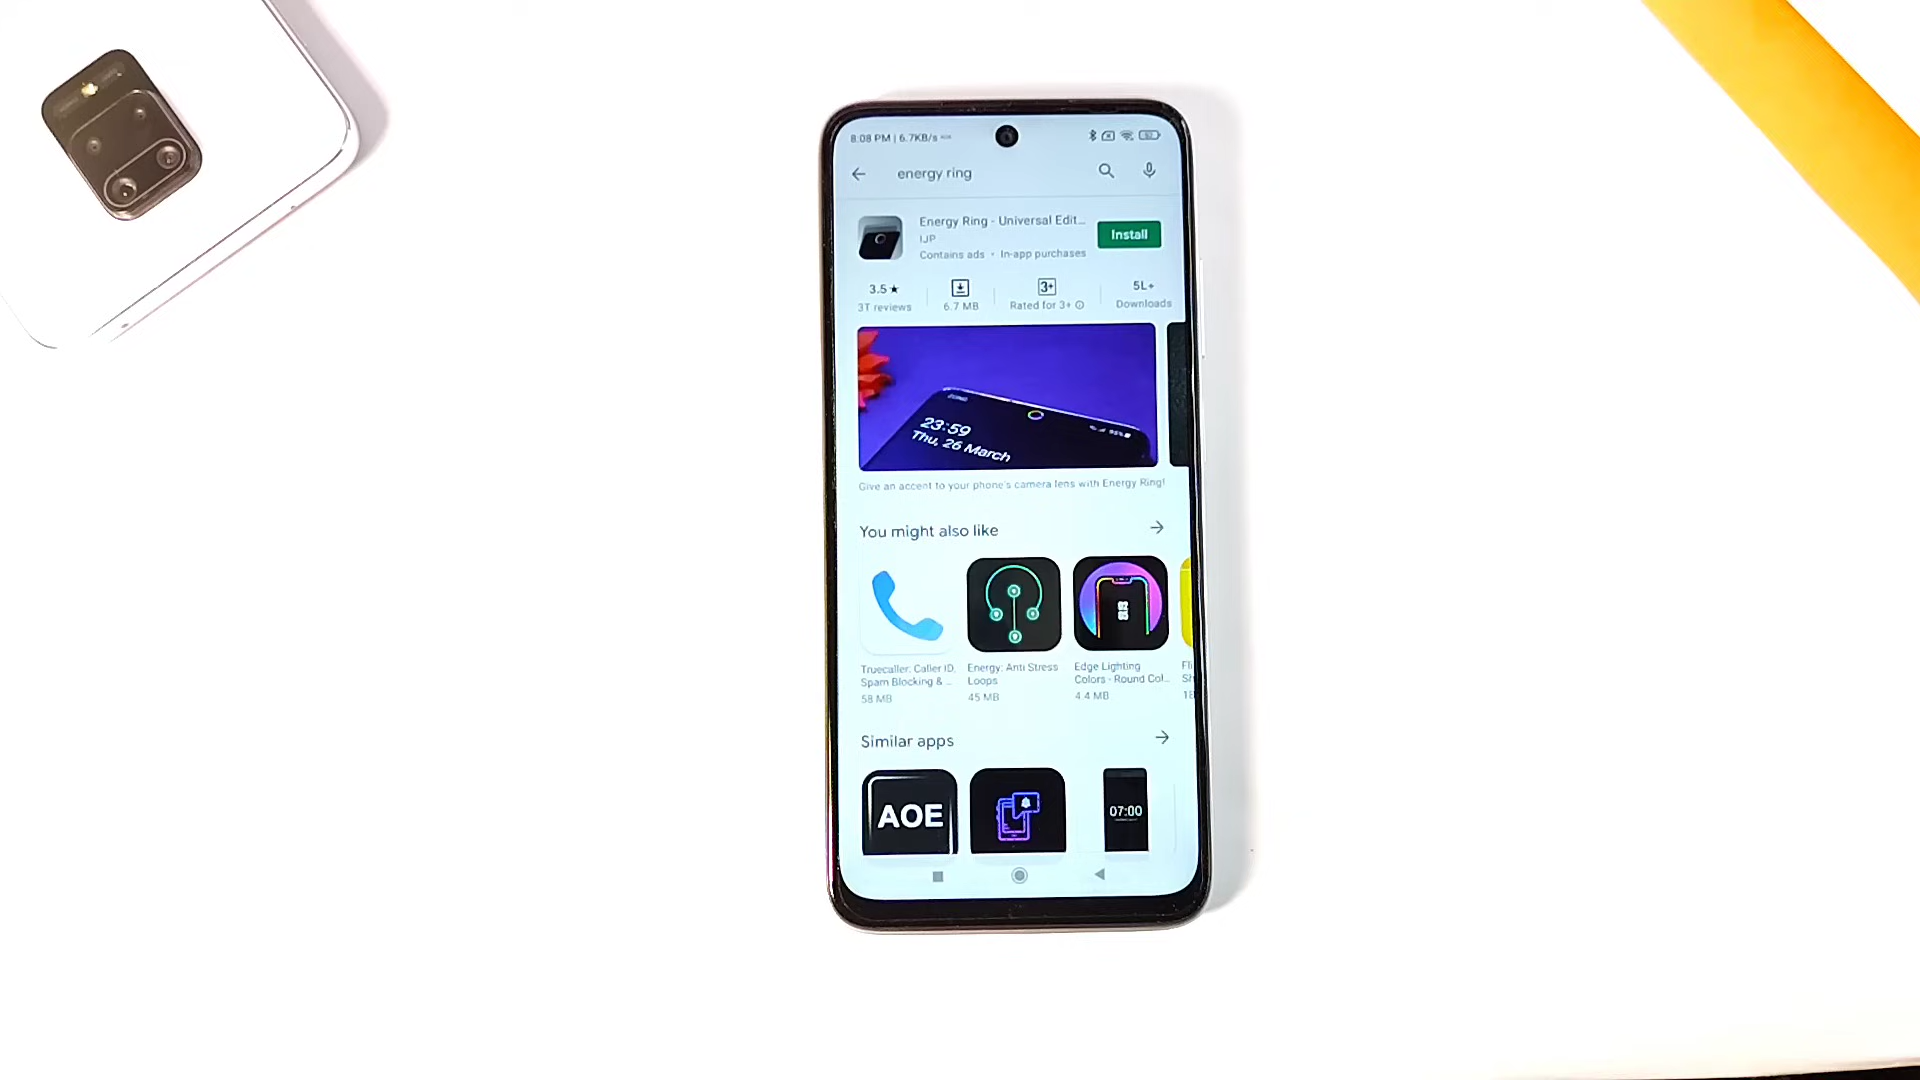 8:08 PM | 6.7KB/s
energy ring
Energy Ring - Universal Edit...
IJP
Install
Contains ads • In-app purchases
3.5★
3T reviews
6.7 MB
3+
Rated for 3+
5L+
Downloads
ZONG
23:59
Thu, 26 March
Give an accent to your phone's camera lens with Energy Ring!
You might also like
Truecaller: Caller ID,
Spam Blocking & ...
58 MB
Energy: Anti Stress
Loops
45 MB
Edge Lighting
Colors - Round Col...
4.4 MB
Similar apps
AOE
07:00